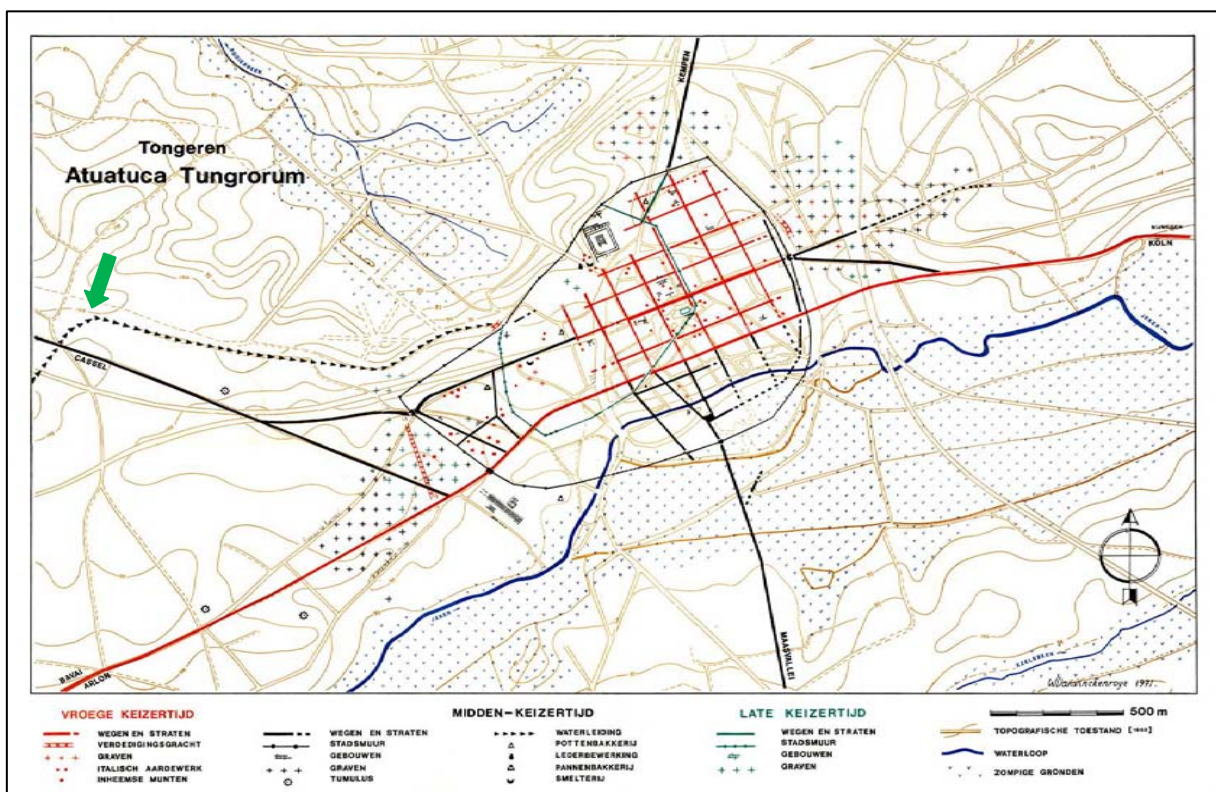 Tongeren
Atuatuca Tungrorum
KEMPEN
KÖLN
CASSEL
BAVAI
ARLON
MAASVALLEI
JEKER
JEKER
500 m
VROEGE KEIZERTIJD
WEGEN EN STRATEN
VERDEDIGINGSGRACHT
GRAVEN
ITALISCH AARDEWERK
INHEEMSE MUNTEN
MIDDEN-KEIZERTIJD
WEGEN EN STRATEN
STADSMUUR
GEBOUWEN
GRAVEN
TUMULUS
WATERLEIDING
POTTENBAKKERIJ
LEDERBEWERKING
PANNENBAKKERIJ
SMELTERIJ
LATE KEIZERTIJD
WEGEN EN STRATEN
STADSMUUR
GEBOUWEN
GRAVEN
TOPOGRAFISCHE TOESTAND
WATERLOOP
ZOMPIGE GRONDEN